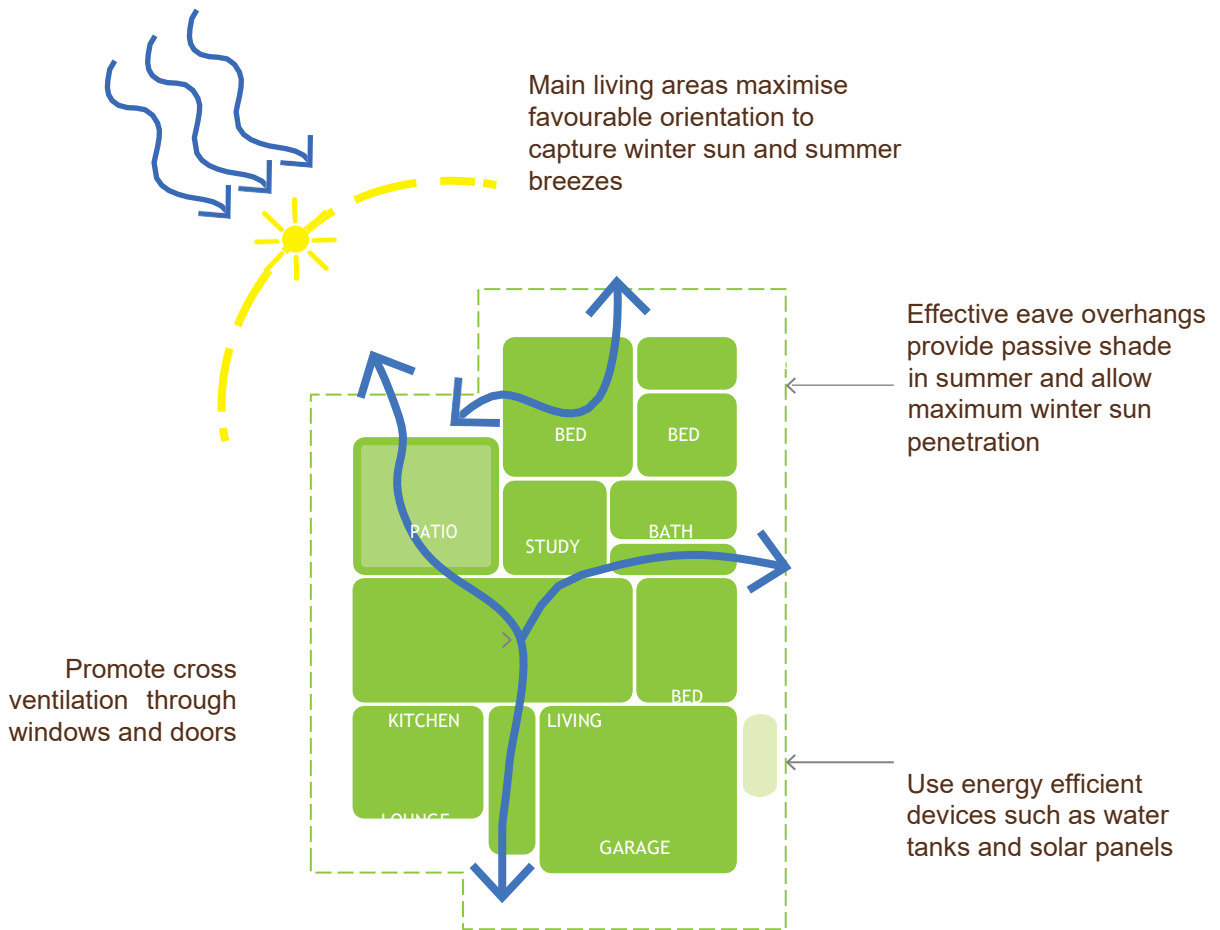 Main living areas maximise
favourable orientation to
capture winter sun and summer
breezes
Effective eave overhangs
provide passive shade
in summer and allow
maximum winter sun
penetration
BED
BED
PATIO
STUDY
BATH
Promote cross
ventilation through
windows and doors
BED
KITCHEN
LIVING
LOUNGE
GARAGE
Use energy efficient
devices such as water
tanks and solar panels